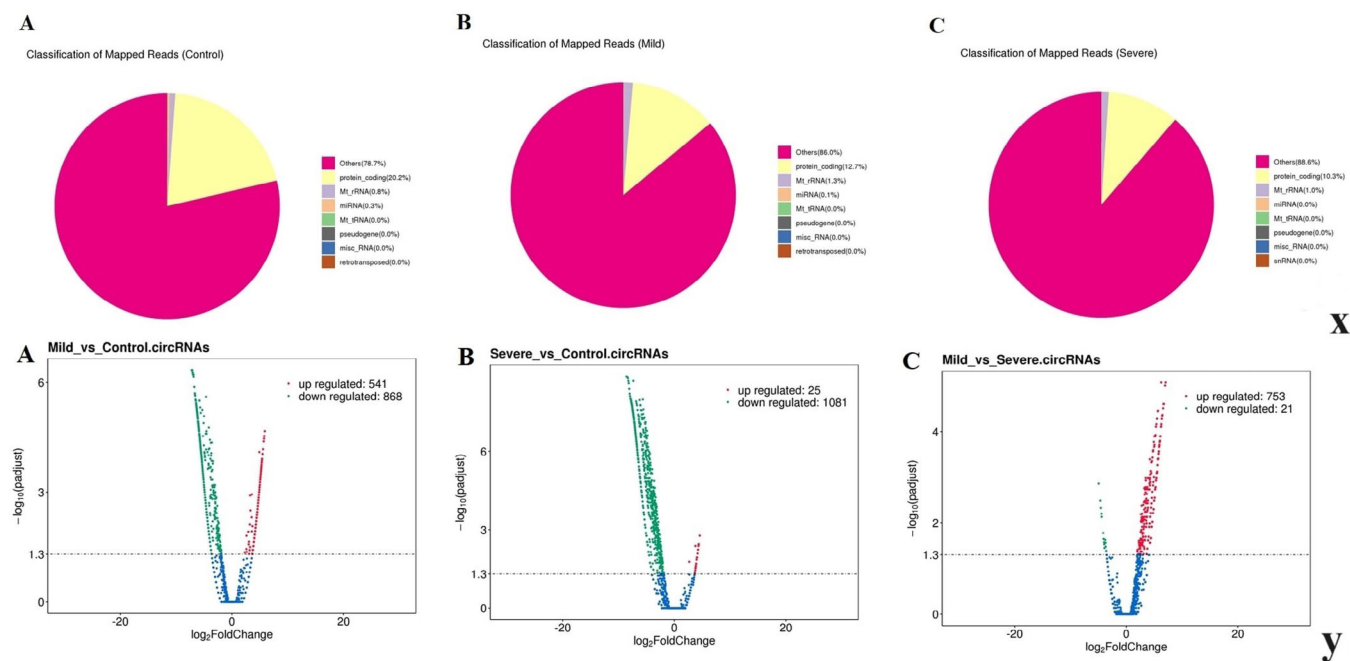 A
Classification of Mapped Reads (Control)
Others(78.7%)
protein_coding(20.2%)
Mt_rRNA(0.8%)
miRNA(0.3%)
Mt_tRNA(0.0%)
pseudogene(0.0%)
misc_RNA(0.0%)
retrotransposed(0.0%)
B
Classification of Mapped Reads (Mild)
Others(86.0%)
protein_coding(12.7%)
Mt_rRNA(1.3%)
miRNA(0.1%)
Mt_tRNA(0.0%)
pseudogene(0.0%)
misc_RNA(0.0%)
retrotransposed(0.0%)
C
Classification of Mapped Reads (Severe)
Others(88.6%)
protein_coding(10.3%)
Mt_rRNA(1.0%)
miRNA(0.0%)
Mt_tRNA(0.0%)
pseudogene(0.0%)
misc_RNA(0.0%)
snRNA(0.0%)
x
A
Mild_vs_Control.circRNAs
up regulated: 541
down regulated: 868
−log10(padjust)
6
3
1.3
0
-20 0 20
log2FoldChange
B
Severe_vs_Control.circRNAs
up regulated: 25
down regulated: 1081
−log10(padjust)
6
3
1.3
0
-20 0 20
log2FoldChange
C
Mild_vs_Severe.circRNAs
up regulated: 753
down regulated: 21
−log10(padjust)
4
2
1.3
0
-20 0 20
log2FoldChange
y